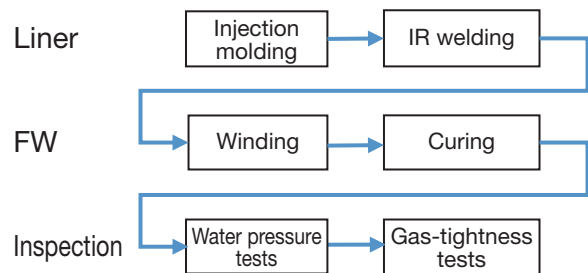 Liner
Injection
molding
IR welding
FW
Winding
Curing
Inspection
Water pressure
tests
Gas-tightness
tests